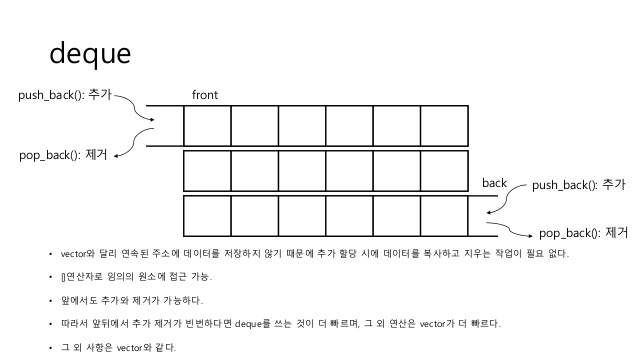 deque
push_back(): 추가
front
pop_back(): 제거
back
push_back(): 추가
pop_back(): 제거
• vector와 달리 연속된 주소에 데이터를 저장하지 않기 때문에 추가 할당 시에 데이터를 복사하고 지우는 작업이 필요 없다.
• []연산자로 임의의 원소에 접근 가능.
• 앞에서도 추가와 제거가 가능하다.
• 따라서 앞뒤에서 추가 제거가 빈번하다면 deque를 쓰는 것이 더 빠르며, 그 외 연산은 vector가 더 빠르다.
• 그 외 사항은 vector와 같다.